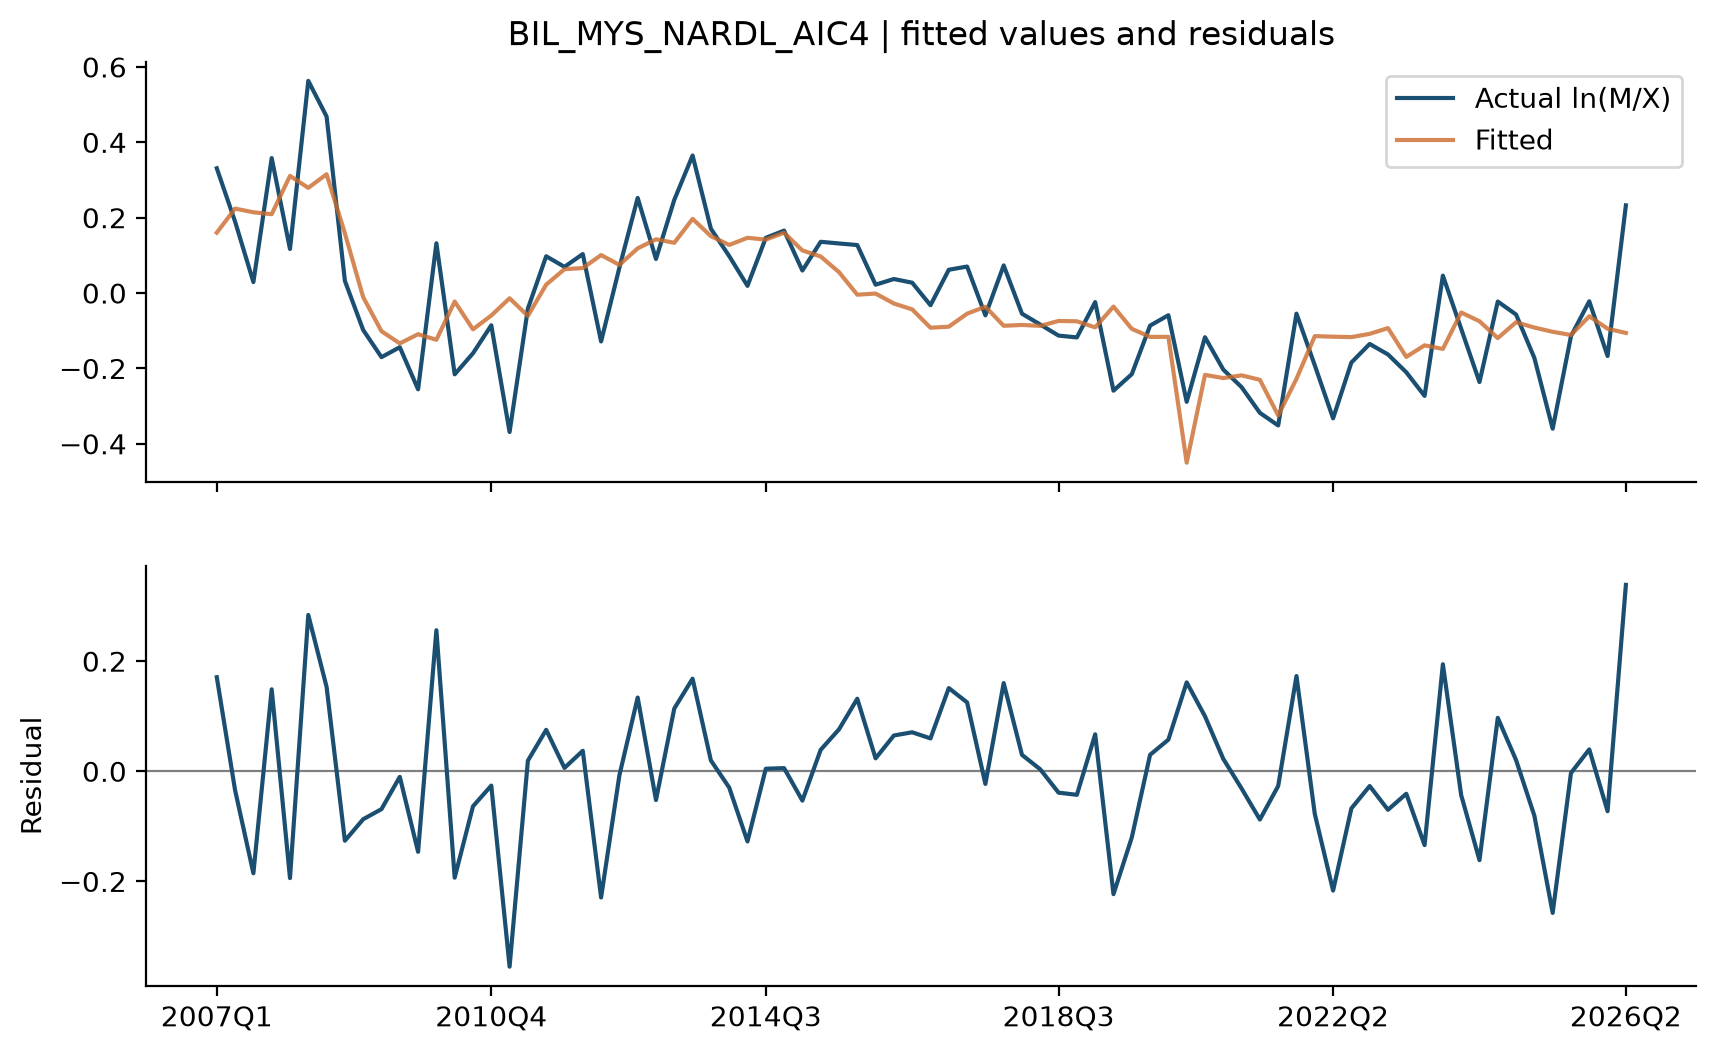 BIL_MYS_NARDL_AIC4 | fitted values and residuals
Actual ln(M/X)
Fitted
0.6
0.4
0.2
0.0
−0.2
−0.4
Residual
0.2
0.0
−0.2
2007Q1 2010Q4 2014Q3 2018Q3 2022Q2 2026Q2